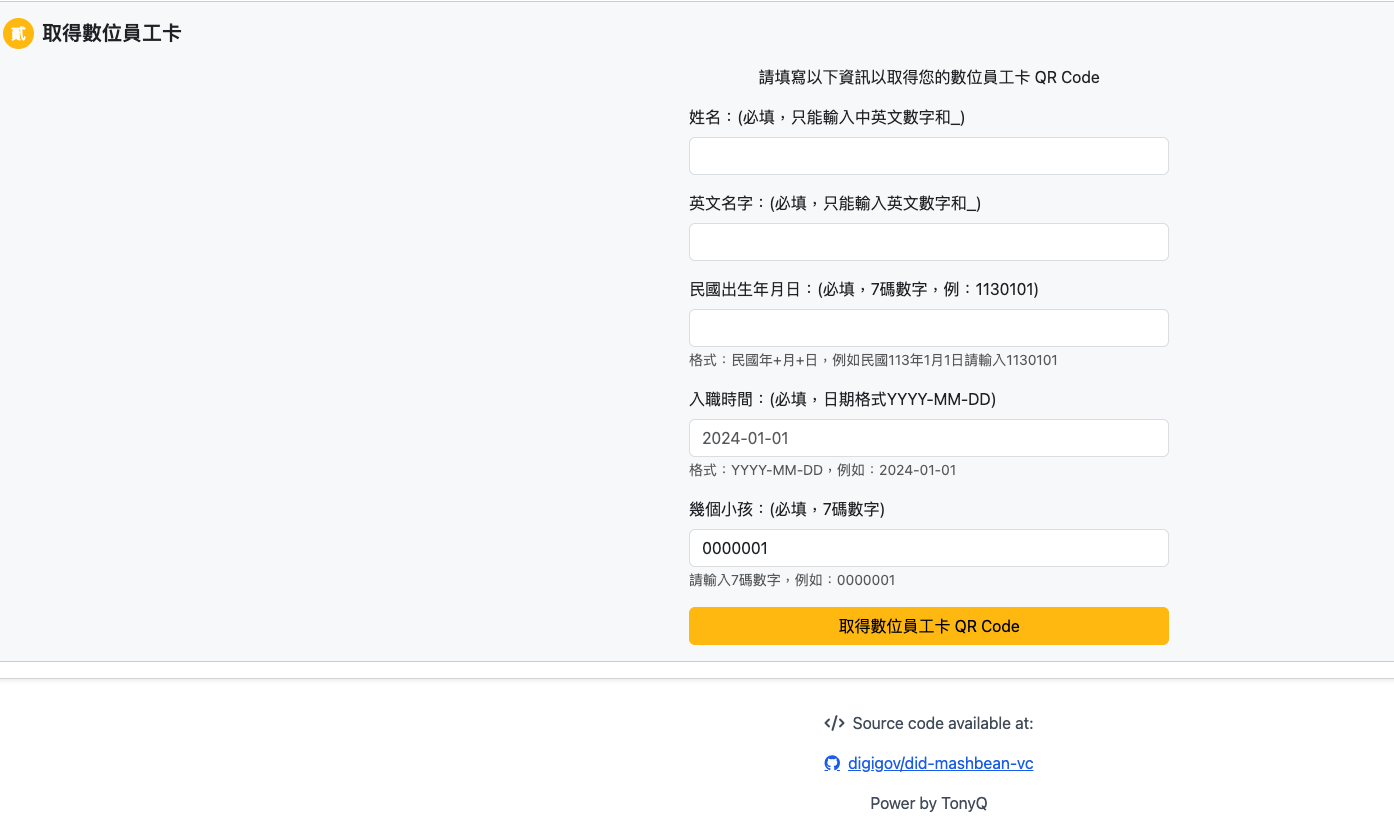 貳 取得數位員工卡
請填寫以下資訊以取得您的數位員工卡 QR Code
姓名：(必填，只能輸入中英文數字和_)
英文名字：(必填，只能輸入英文數字和_)
民國出生年月日：(必填，7碼數字，例：1130101)
格式：民國年+月+日，例如民國113年1月1日請輸入1130101
入職時間：(必填，日期格式YYYY-MM-DD)
2024-01-01
格式：YYYY-MM-DD，例如：2024-01-01
幾個小孩：(必填，7碼數字)
0000001
請輸入7碼數字，例如：0000001
取得數位員工卡 QR Code
</> Source code available at:
digigov/did-mashbean-vc
Power by TonyQ